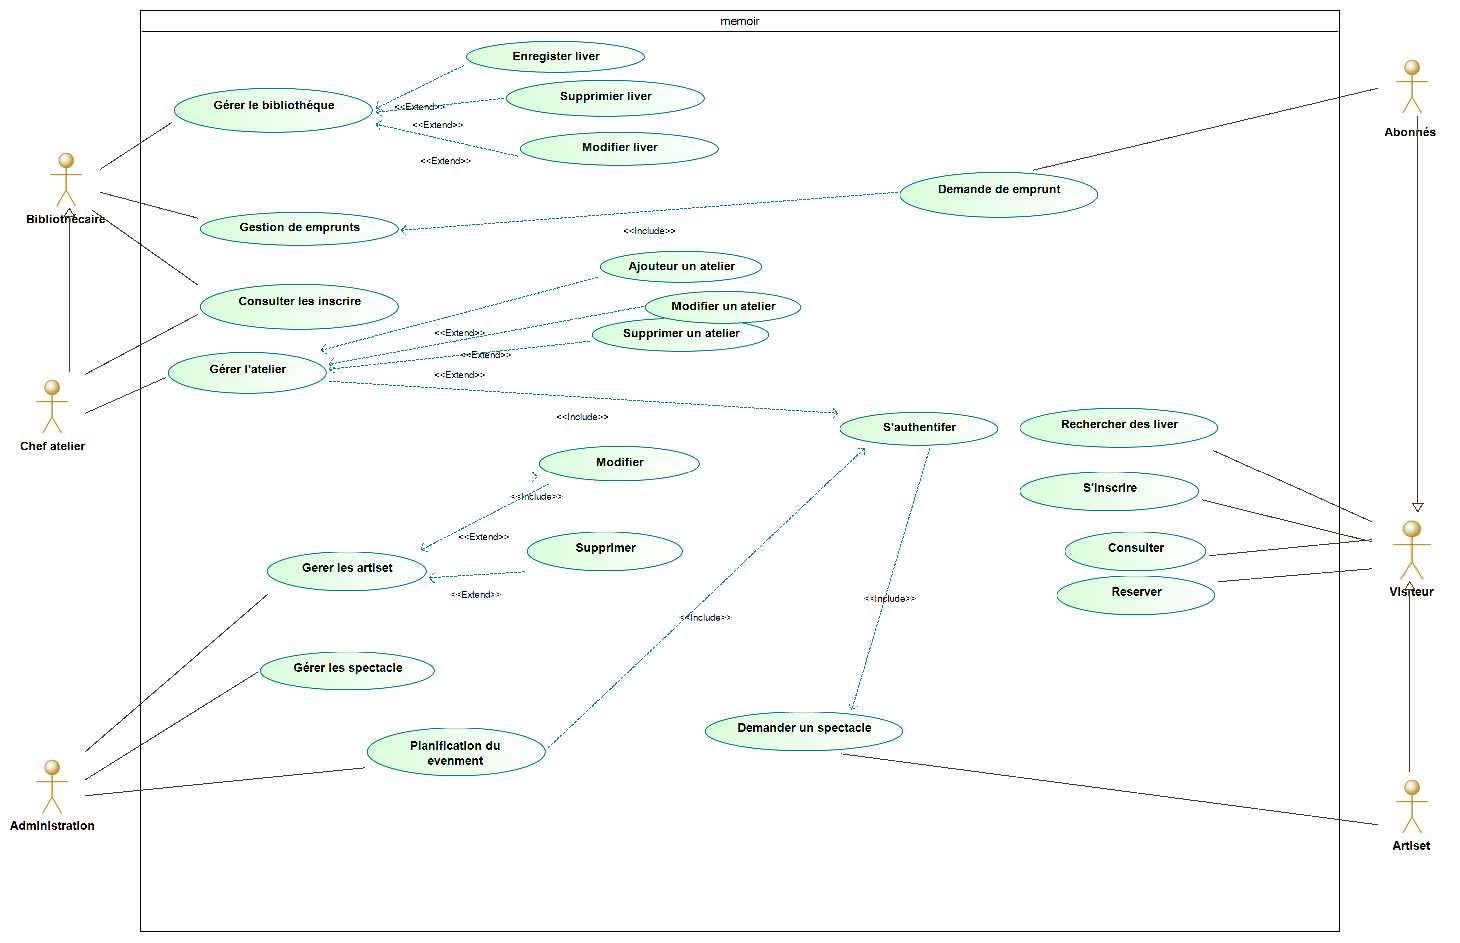 memoir
Enregister liver
Gérer le bibliothéque
Supprimier liver
<<Extend>>
<<Extend>>
Modifier liver
<<Extend>>
Abonnés
Demande de emprunt
Bibliothécaire
Gestion de emprunts
<<Include>>
Ajouteur un atelier
Consulter les inscrire
Modifier un atelier
<<Extend>>
Supprimer un atelier
<<Extend>>
Gérer l'atelier
<<Extend>>
<<Include>>
Chef atelier
S'authentifer
Rechercher des liver
Modifier
<<Include>>
S'inscrire
<<Extend>>
Supprimer
Consulter
Gerer les artiset
<<Extend>>
Reserver
Visiteur
<<Include>>
<<Include>>
Gérer les spectacle
Demander un spectacle
Planification du
evenment
Administration
Artiset